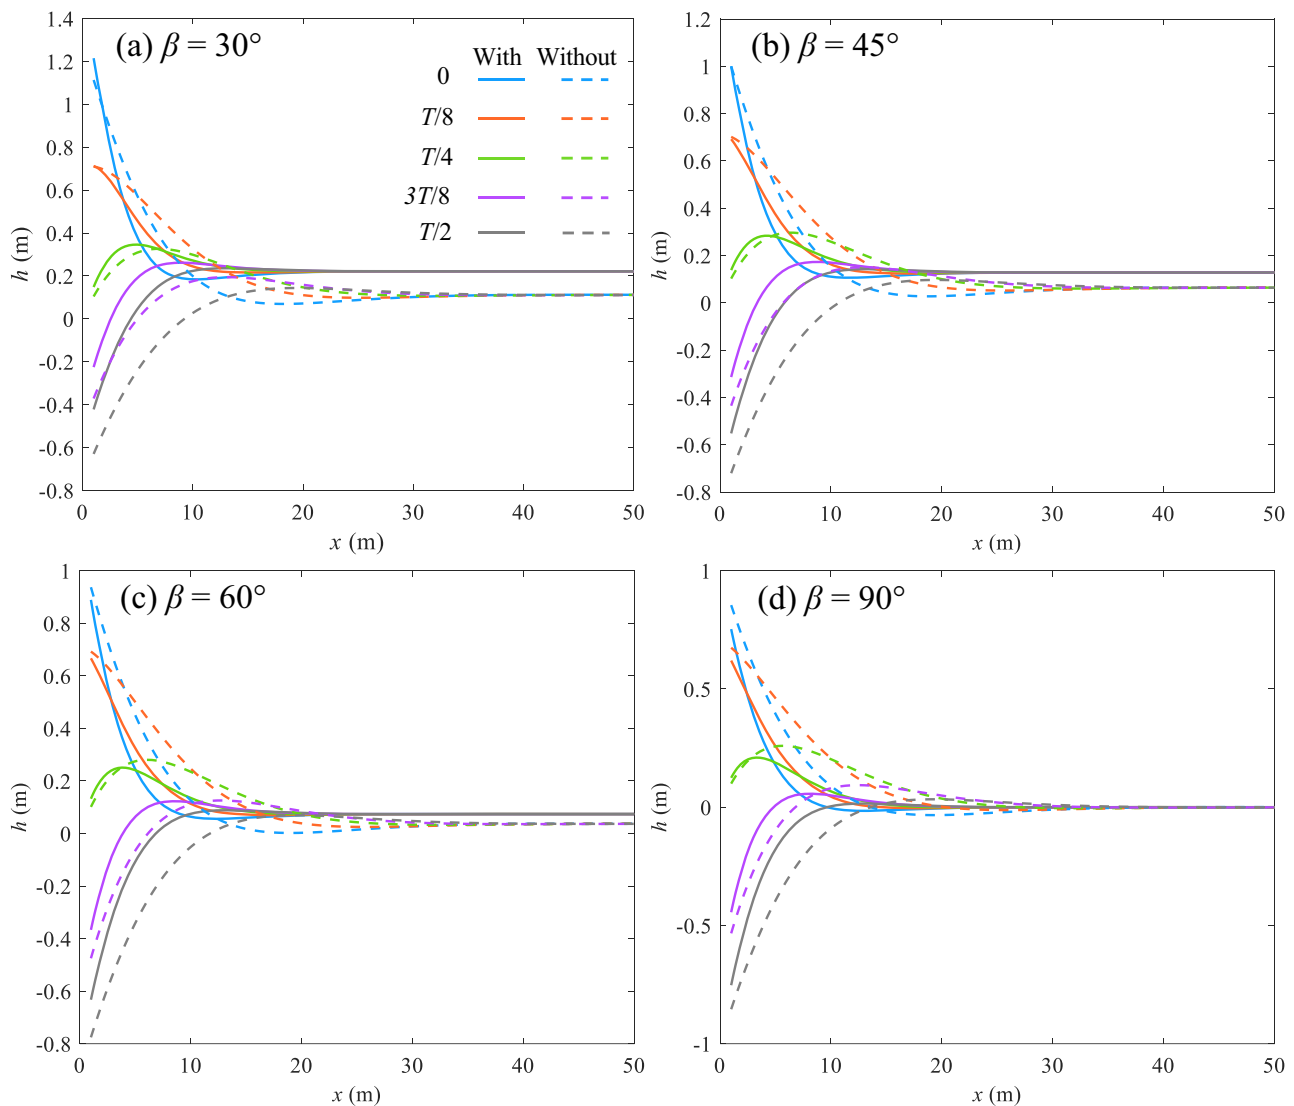 (a) β = 30°
With Without
0
T/8
T/4
3T/8
T/2
1.4
1.2
1
0.8
0.6
0.4
0.2
0
-0.2
-0.4
-0.6
-0.8
h (m)
0 10 20 30 40 50
x (m)
(b) β = 45°
1.2
1
0.8
0.6
0.4
0.2
0
-0.2
-0.4
-0.6
-0.8
h (m)
0 10 20 30 40 50
x (m)
(c) β = 60°
1
0.8
0.6
0.4
0.2
0
-0.2
-0.4
-0.6
-0.8
h (m)
0 10 20 30 40 50
x (m)
(d) β = 90°
1
0.5
0
-0.5
-1
h (m)
0 10 20 30 40 50
x (m)